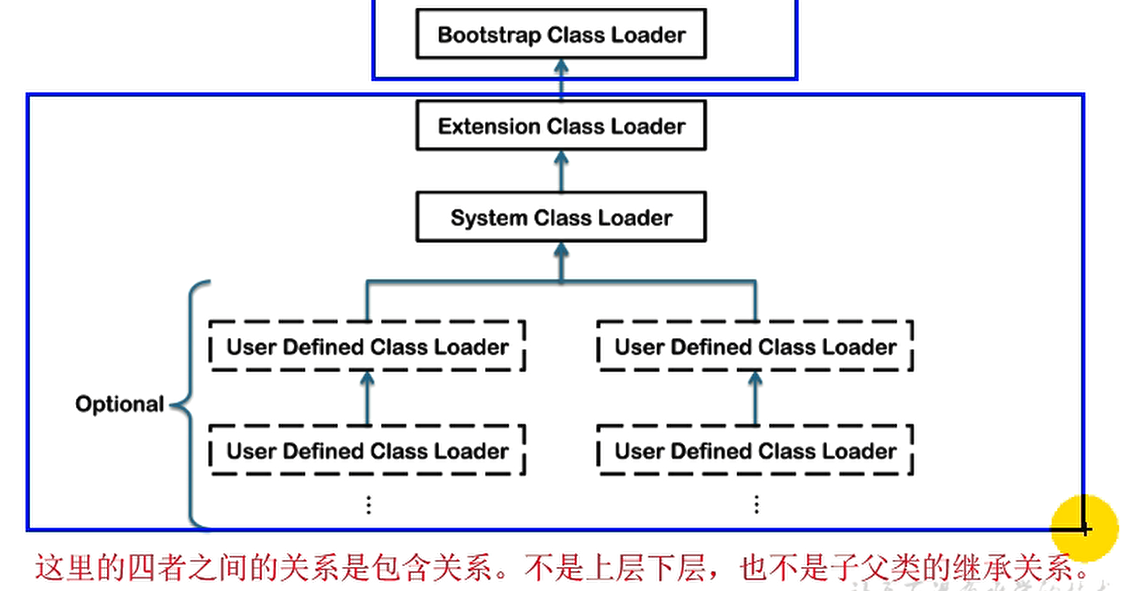 Bootstrap Class Loader
Extension Class Loader
System Class Loader
User Defined Class Loader
User Defined Class Loader
Optional
User Defined Class Loader
User Defined Class Loader
这里的四者之间的关系是包含关系。不是上层下层，也不是子父类的继承关系。